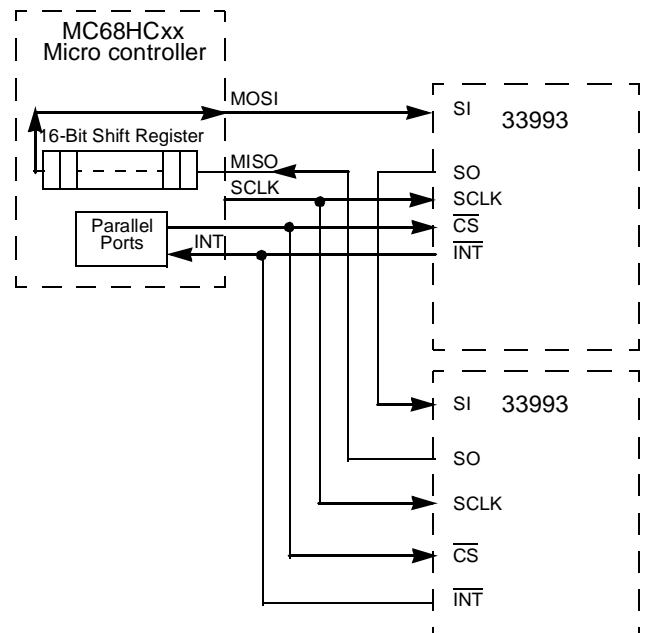 MC68HCxx
Micro controller
MOSI
16-Bit Shift Register
MISO
SCLK
Parallel
Ports
INT
SI
33993
SO
SCLK
CS
INT
SI
33993
SO
SCLK
CS
INT